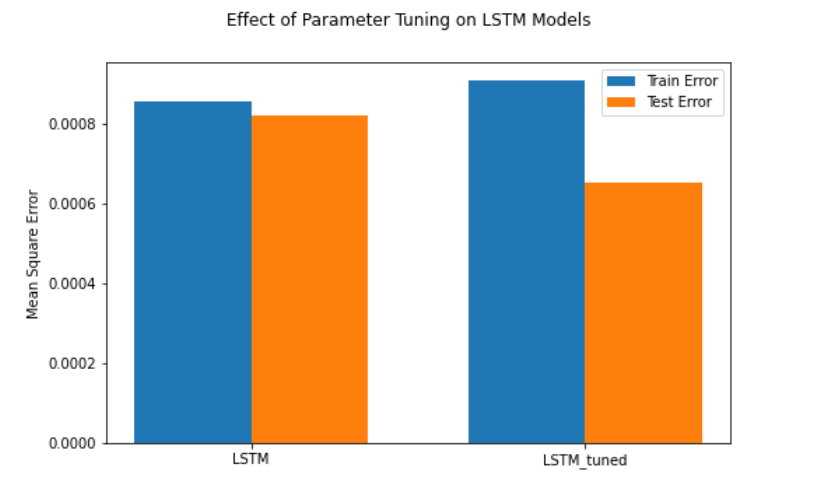 Effect of Parameter Tuning on LSTM Models
Train Error
Test Error
Mean Square Error
0.0008
0.0006
0.0004
0.0002
0.0000
LSTM
LSTM_tuned